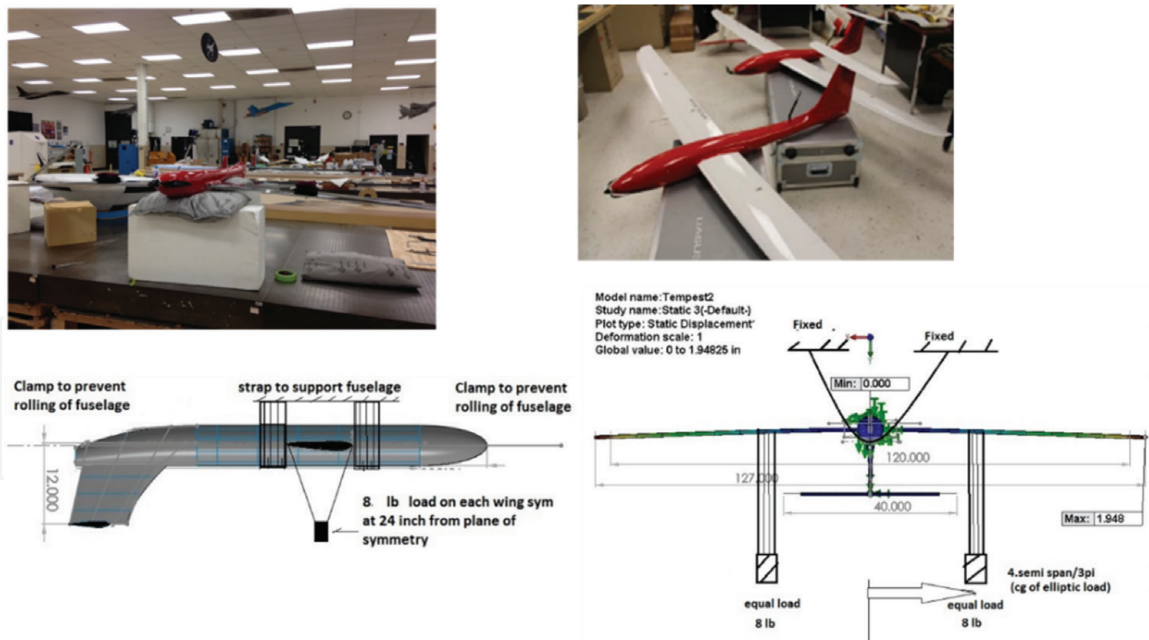 Clamp to prevent
rolling of fuselage
strap to support fuselage
Clamp to prevent
rolling of fuselage
12.000
8. lb load on each wing sym
at 24 inch from plane of
symmetry
Model name:Tempest2
Study name:Static 3(-Default-)
Plot type: Static Displacement'
Deformation scale: 1
Global value: 0 to 1.94825 in
Fixed
Fixed
Min: 0.000
120.000
127.000
40.000
Max: 1.948
4.semi span/3pi
(cg of elliptic load)
equal load
8 lb
equal load
8 lb